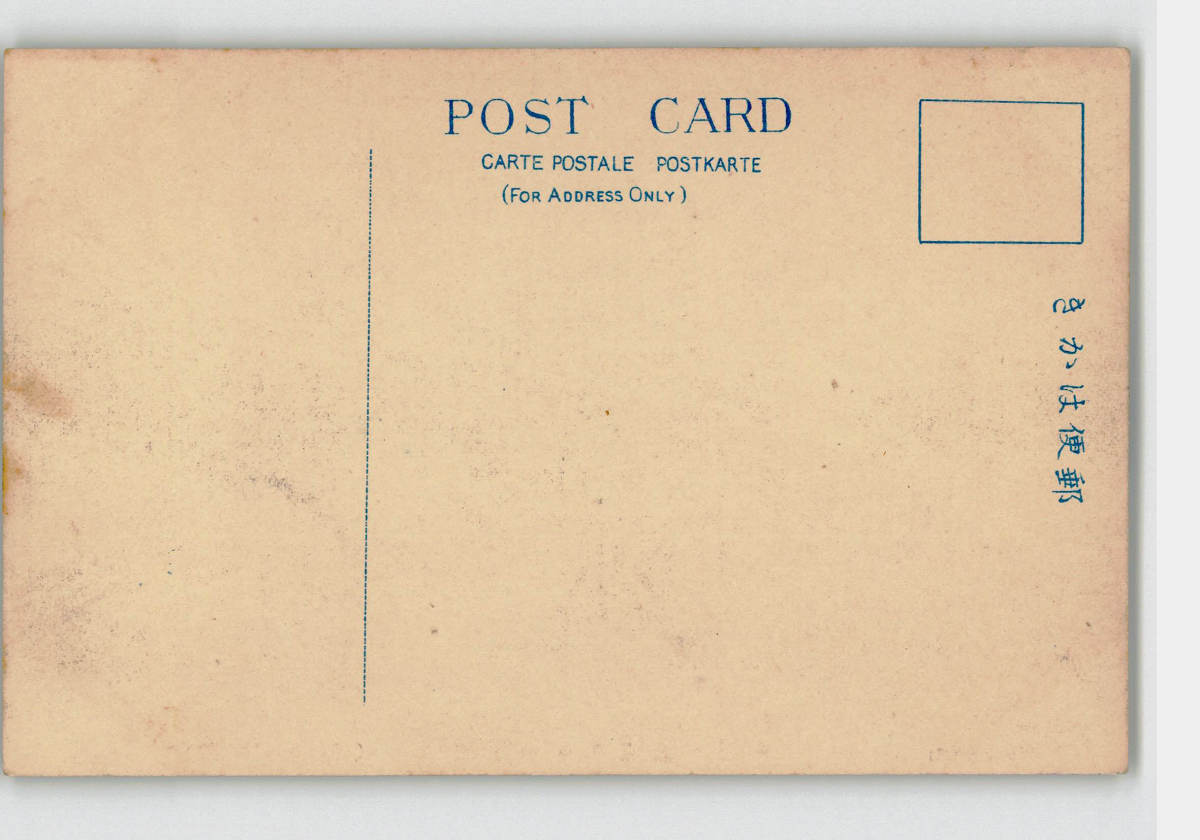 POST CARD
CARTE POSTALE POSTKARTE
(FOR ADDRESS ONLY)
きかは便郵